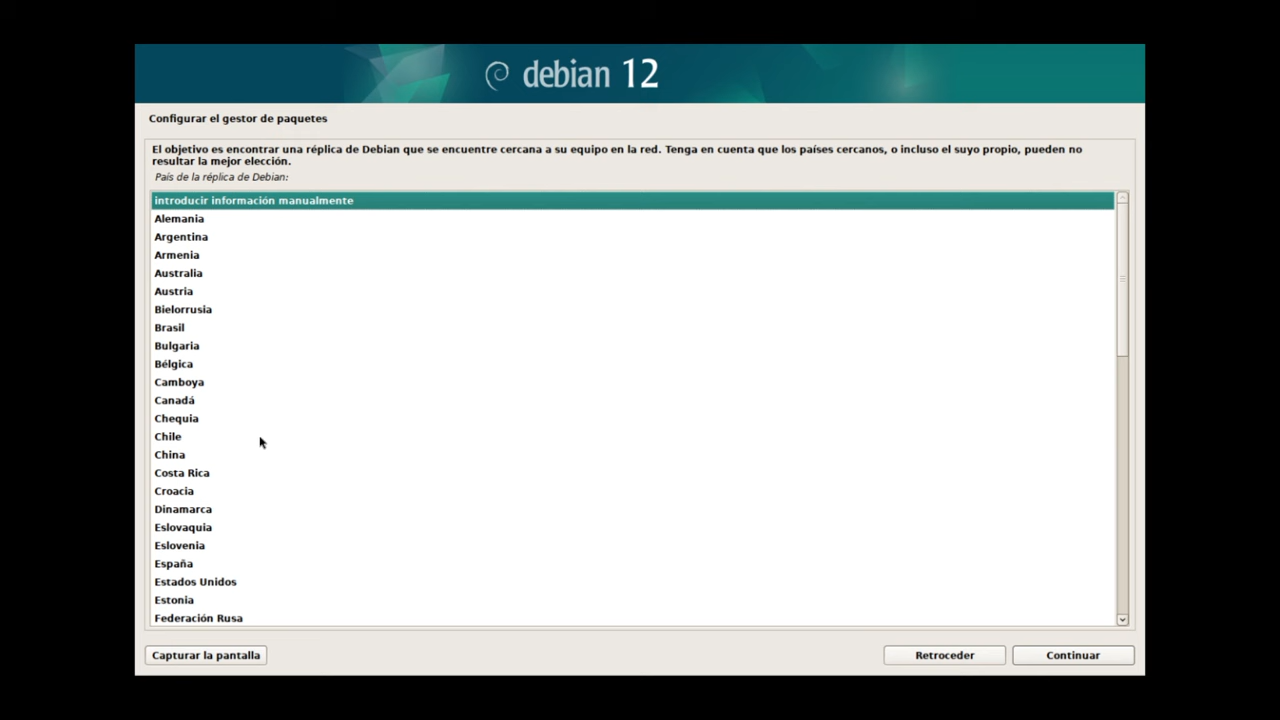 debian 12
Configurar el gestor de paquetes
El objetivo es encontrar una réplica de Debian que se encuentre cercana a su equipo en la red. Tenga en cuenta que los países cercanos, o incluso el suyo propio, pueden no
resultar la mejor elección.
País de la réplica de Debian:
introducir información manualmente
Alemania
Argentina
Armenia
Australia
Austria
Bielorrusia
Brasil
Bulgaria
Bélgica
Camboya
Canadá
Chequia
Chile
China
Costa Rica
Croacia
Dinamarca
Eslovaquia
Eslovenia
España
Estados Unidos
Estonia
Federación Rusa
Capturar la pantalla
Retroceder
Continuar